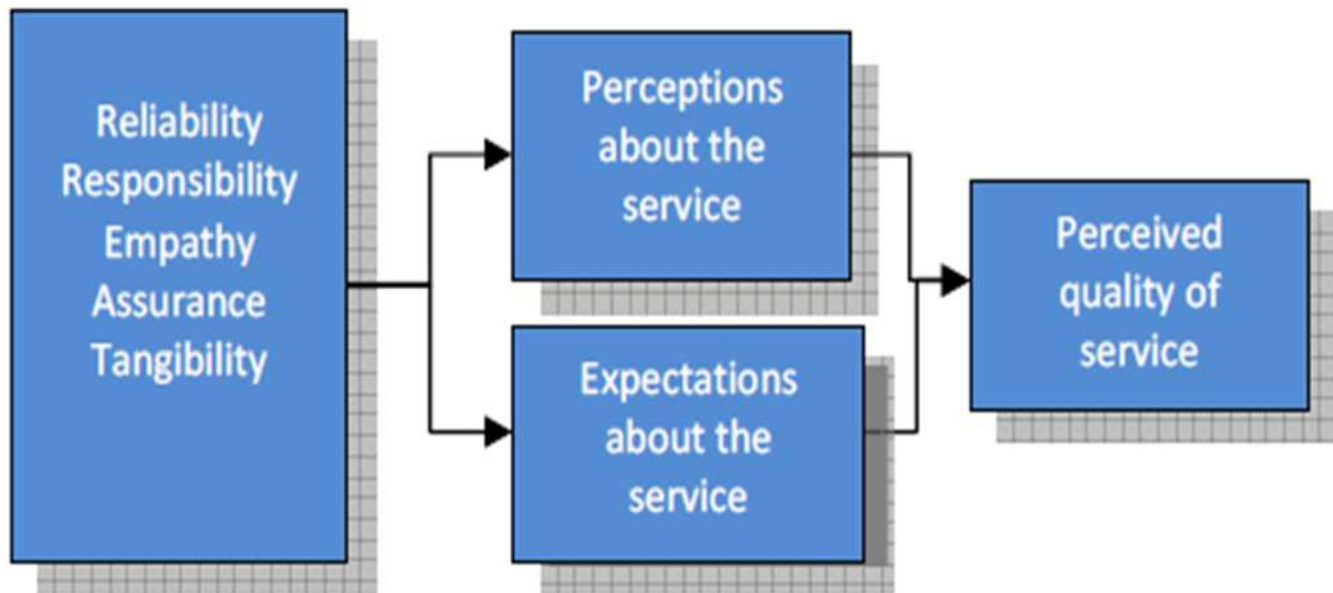 Reliability
Responsibility
Empathy
Assurance
Tangibility
Perceptions
about the
service
Expectations
about the
service
Perceived
quality of
service